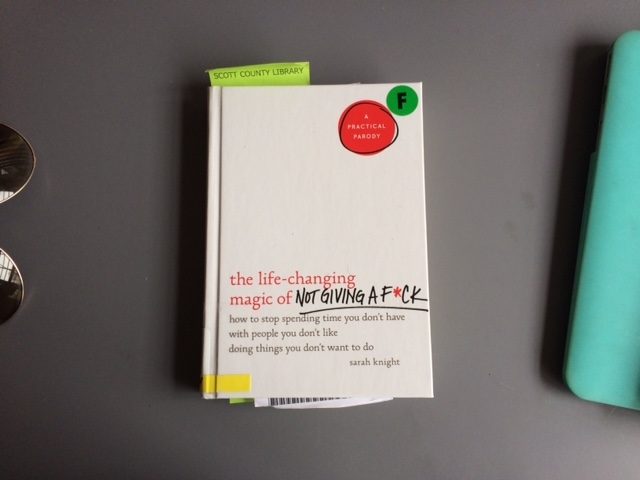 SCOTT COUNTY LIBRARY
F
A
PRACTICAL
PARODY
the life-changing
magic of NOT GIVING A F*CK
how to stop spending time you don't have
with people you don't like
doing things you don't want to do
sarah knight